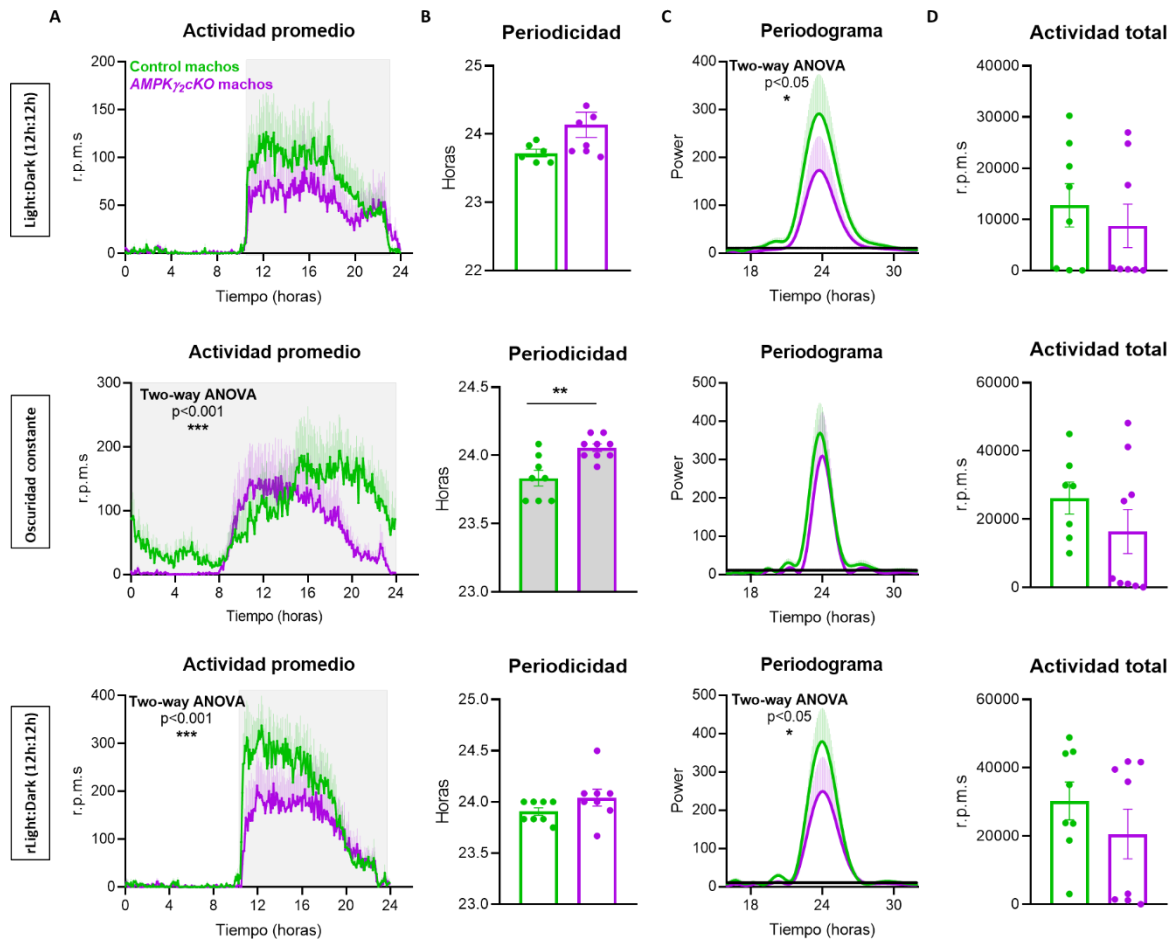 A
B
C
D
Light:Dark (12h:12h)
Actividad promedio
Control machos
AMPKγ₂cKO machos
r.p.m.s
200
150
100
50
0
0 4 8 12 16 20 24
Tiempo (horas)
Periodicidad
Horas
25
24
23
22
Periodograma
Two-way ANOVA
p<0.05
*
Power
400
300
200
100
0
20 24 30
Tiempo (horas)
Actividad total
r.p.m.s
40000
30000
20000
10000
0
Oscuridad constante
Actividad promedio
Two-way ANOVA
p<0.001
***
r.p.m.s
300
200
100
0
0 4 8 12 16 20 24
Tiempo (horas)
Periodicidad
**
Horas
24.5
24.0
23.5
23.0
Periodograma
Power
500
400
300
200
100
0
20 24 30
Tiempo (horas)
Actividad total
r.p.m.s
60000
40000
20000
0
rLight:Dark (12h:12h)
Actividad promedio
Two-way ANOVA
p<0.001
***
r.p.m.s
400
300
200
100
0
0 4 8 12 16 20 24
Tiempo (horas)
Periodicidad
Horas
25.0
24.5
24.0
23.5
23.0
Periodograma
Two-way ANOVA
p<0.05
*
Power
500
400
300
200
100
0
20 24 30
Tiempo (horas)
Actividad total
r.p.m.s
60000
40000
20000
0